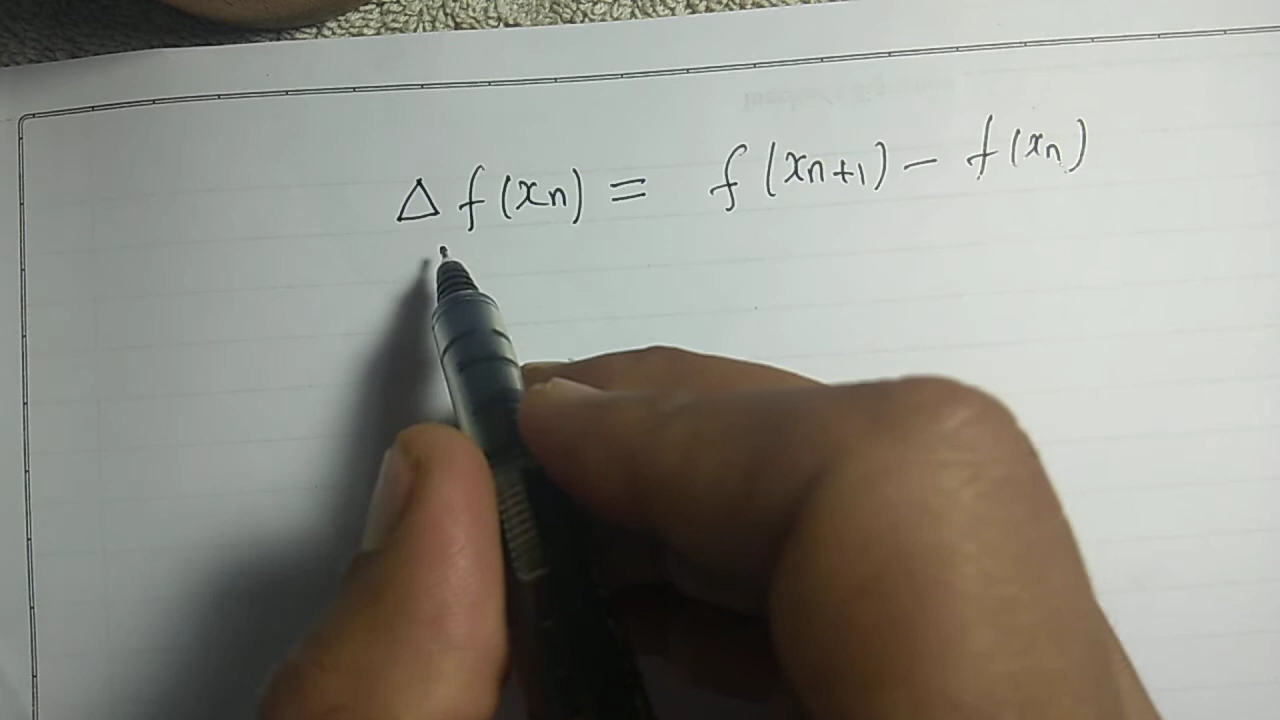 Δ f(xn) = f(xn+1) - f(xn)